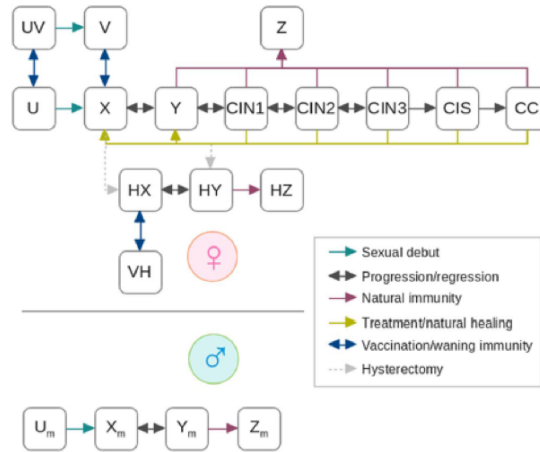 UV V Z
U X Y CIN1 CIN2 CIN3 CIS CC
HX HY HZ
VH
♀
Sexual debut
Progression/regression
Natural immunity
Treatment/natural healing
Vaccination/waning immunity
Hysterectomy
♂
Uₘ Xₘ Yₘ Zₘ